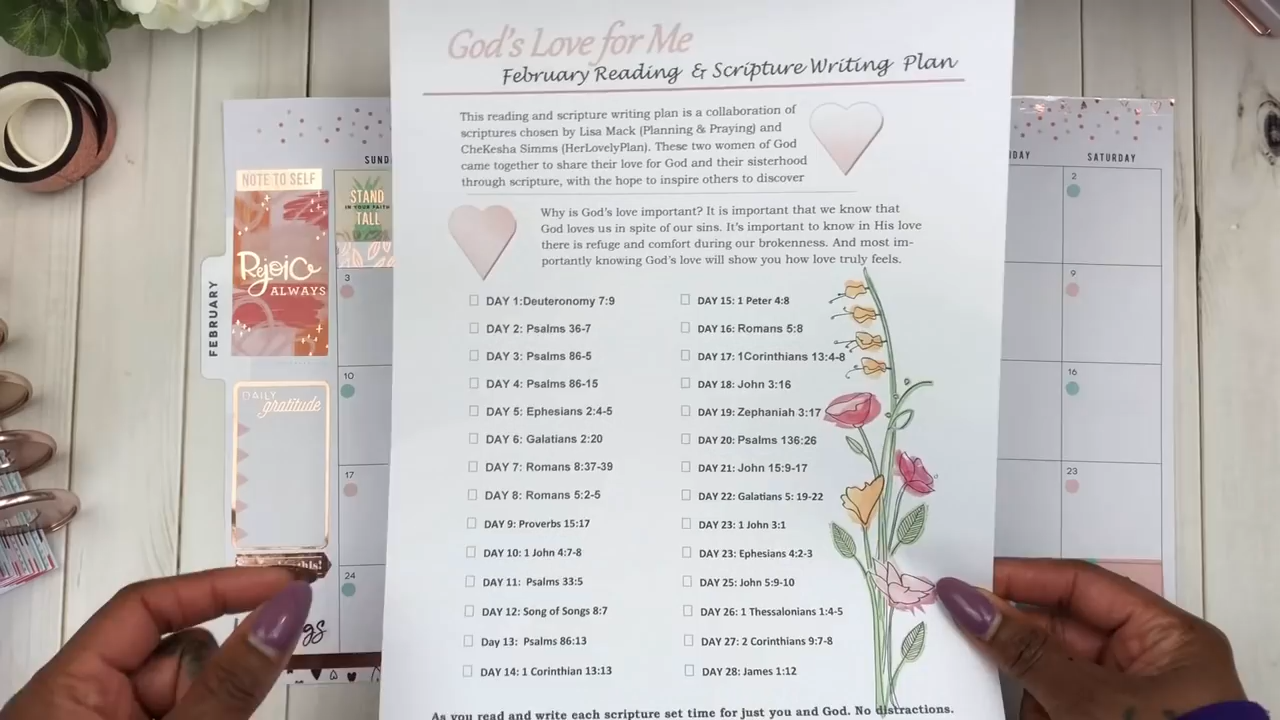 God's Love for Me
February Reading & Scripture Writing Plan
This reading and scripture writing plan is a collaboration of
scriptures chosen by Lisa Mack (Planning & Praying) and
CheKesha Simms (HerLovelyPlan). These two women of God
came together to share their love for God and their sisterhood
through scripture, with the hope to inspire others to discover
Why is God's love important? It is important that we know that
God loves us in spite of our sins. It's important to know in His love
there is refuge and comfort during our brokenness. And most im-
portantly knowing God's love will show you how love truly feels.
DAY 1:Deuteronomy 7:9
DAY 2: Psalms 36-7
DAY 3: Psalms 86-5
DAY 4: Psalms 86-15
DAY 5: Ephesians 2:4-5
DAY 6: Galatians 2:20
DAY 7: Romans 8:37-39
DAY 8: Romans 5:2-5
DAY 9: Proverbs 15:17
DAY 10: 1 John 4:7-8
DAY 11: Psalms 33:5
DAY 12: Song of Songs 8:7
Day 13: Psalms 86:13
DAY 14: 1 Corinthian 13:13
DAY 15: 1 Peter 4:8
DAY 16: Romans 5:8
DAY 17: 1Corinthians 13:4-8
DAY 18: John 3:16
DAY 19: Zephaniah 3:17
DAY 20: Psalms 136:26
DAY 21: John 15:9-17
DAY 22: Galatians 5: 19-22
DAY 23: 1 John 3:1
DAY 23: Ephesians 4:2-3
DAY 25: John 5:9-10
DAY 26: 1 Thessalonians 1:4-5
DAY 27: 2 Corinthians 9:7-8
DAY 28: James 1:12
As you read and write each scripture set time for just you and God. No distractions.
FEBRUARY
NOTE TO SELF
Rejoice
ALWAYS
DAILY
gratitude
SUND
STAND
IN YOUR FAITH
TALL
3
10
17
24
DAY
SATURDAY
2
9
16
23